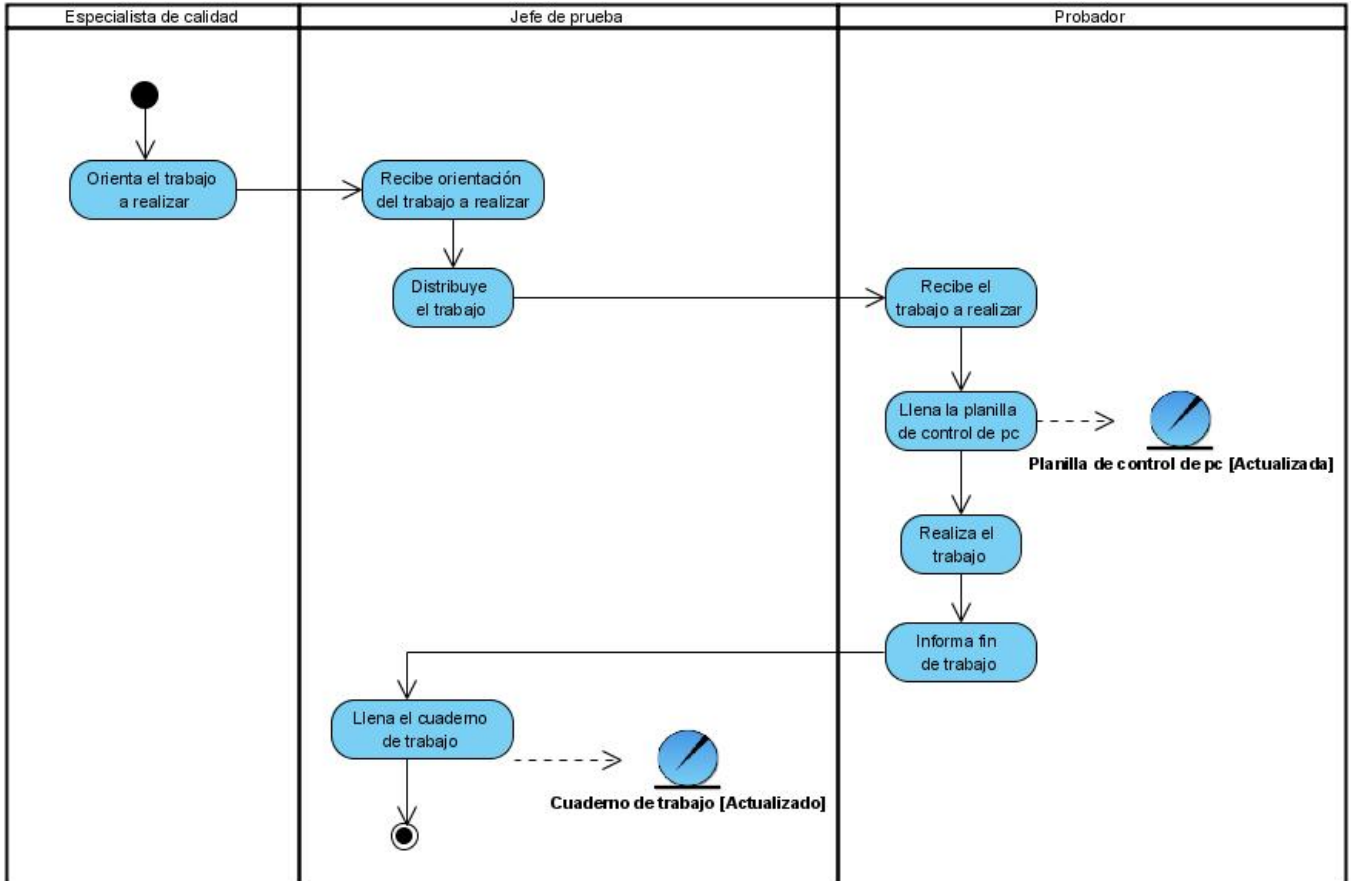 Especialista de calidad
Jefe de prueba
Probador
Orienta el trabajo
a realizar
Recibe orientación
del trabajo a realizar
Distribuye
el trabajo
Recibe el
trabajo a realizar
Llena la planilla
de control de pc
Planilla de control de pc [Actualizada]
Realiza el
trabajo
Informa fin
de trabajo
Llena el cuaderno
de trabajo
Cuaderno de trabajo [Actualizado]